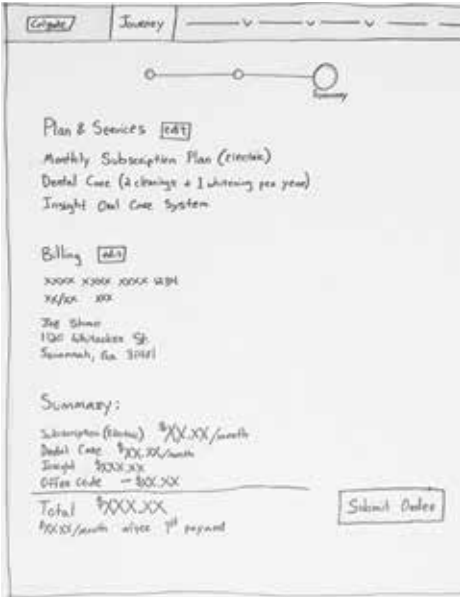 Colgate
Journey
Summary
Plan & Services edit
Monthly Subscription Plan (electric)
Dental Care (2 cleanings + 1 whitening per year)
Insight Oral Care System
Billing edit
xxxx xxxx xxxx 1234
xx/xx xxx
Joe
Savannah, Ga 31401
Summary:
Subscription (Electric) $XX.XX/month
Dental Care $XX.XX/month
Insight $XXX.XX
Offer Code - $XX.XX
Total $XXX.XX
$XX.XX/month after 1st payment
Submit Order